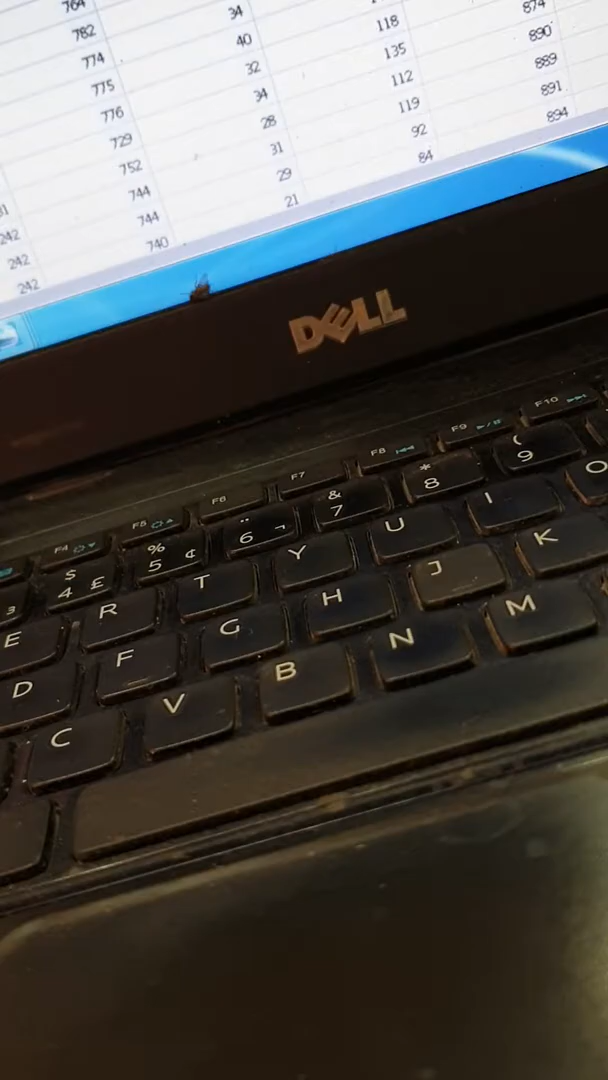 764 34
782 40 118 874
774 32 135 890
775 34 112 889
776 28 119 891
729 31 92 894
752 29 84
744 21
242 744
242 740
242
DELL
F4 F5 F6 F7 F8 F9 F10
3 $ 4 £ % 5 ¢ 6 ¬ & 7 * 8 ( 9
E R T Y U I O
D F G H J K
C V B N M